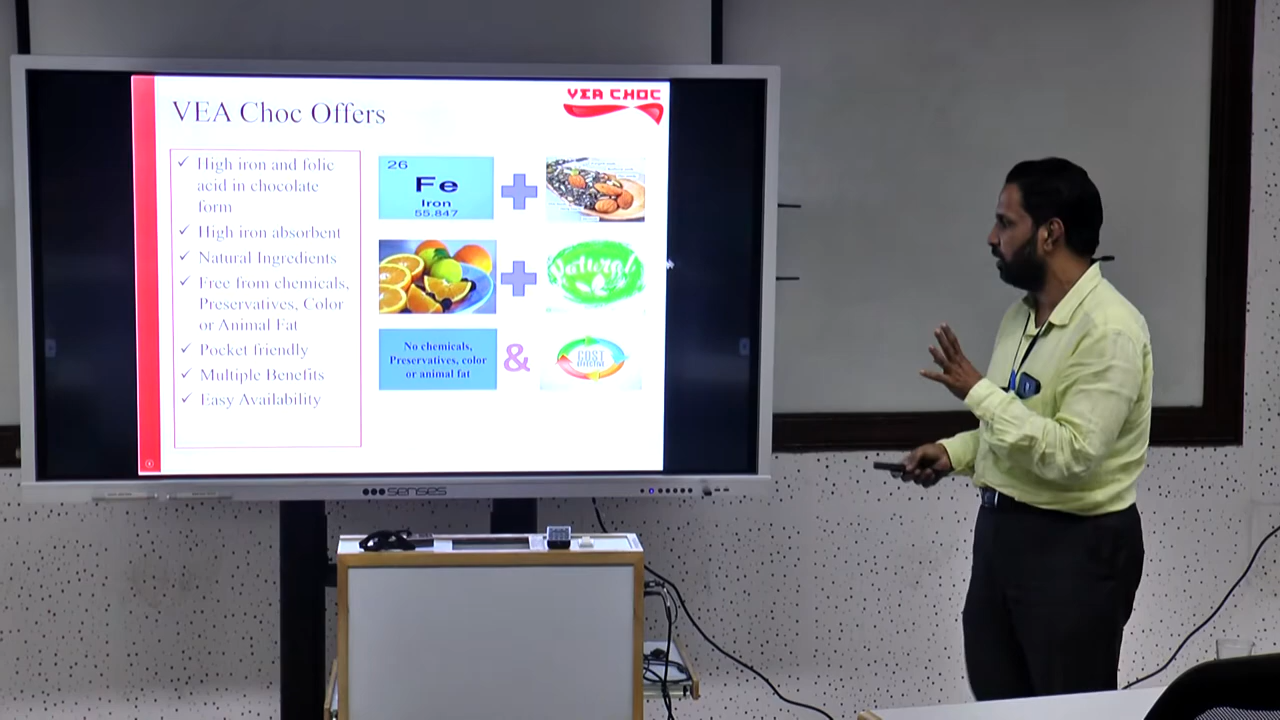 VEA Choc Offers
VEA CHOC
✓ High iron and folic
acid in chocolate
form
✓ High iron absorbent
✓ Natural Ingredients
✓ Free from chemicals,
Preservatives, Color
or Animal Fat
✓ Pocket friendly
✓ Multiple Benefits
✓ Easy Availability
26
Fe
Iron
55.847
+
+
Natural
No chemicals,
Preservatives, color
or animal fat
&
COST
EFFECTIVE
senses